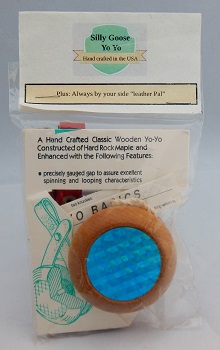 Silly Goose
Yo Yo
Hand crafted in the USA
Plus: Always by your side "leather Pal"
A Hand Crafted Classic Wooden Yo-Yo
Constructed of Hard Rock Maple and
Enhanced with the Following Features:
• precisely gauged gap to assure excellent
spinning and looping characteristics
O BASICS